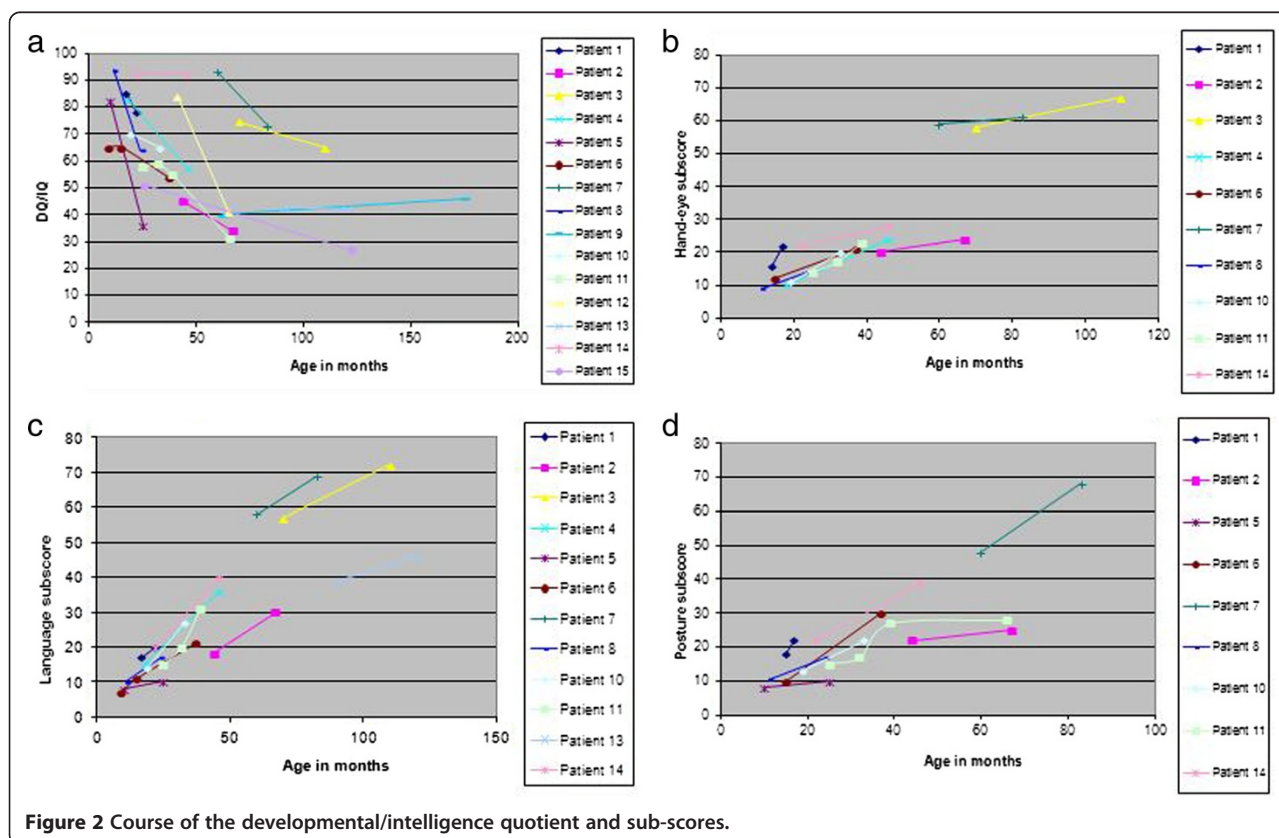 a
100
90
80
70
60
50
40
30
20
10
0
DQ/IQ
0
50
100
150
200
Age in months
Patient 1
Patient 2
Patient 3
Patient 4
Patient 5
Patient 6
Patient 7
Patient 8
Patient 9
Patient 10
Patient 11
Patient 12
Patient 13
Patient 14
Patient 15
b
80
70
60
50
40
30
20
10
0
Hand-eye subscore
0
20
40
60
80
100
120
Age in months
Patient 1
Patient 2
Patient 3
Patient 4
Patient 6
Patient 7
Patient 8
Patient 10
Patient 11
Patient 14
c
80
70
60
50
40
30
20
10
0
Language subscore
0
50
100
150
Age in months
Patient 1
Patient 2
Patient 3
Patient 4
Patient 5
Patient 6
Patient 7
Patient 8
Patient 10
Patient 11
Patient 13
Patient 14
d
80
70
60
50
40
30
20
10
0
Posture subscore
0
20
40
60
80
100
Age in months
Patient 1
Patient 2
Patient 5
Patient 6
Patient 7
Patient 8
Patient 10
Patient 11
Patient 14
Figure 2 Course of the developmental/intelligence quotient and sub-scores.